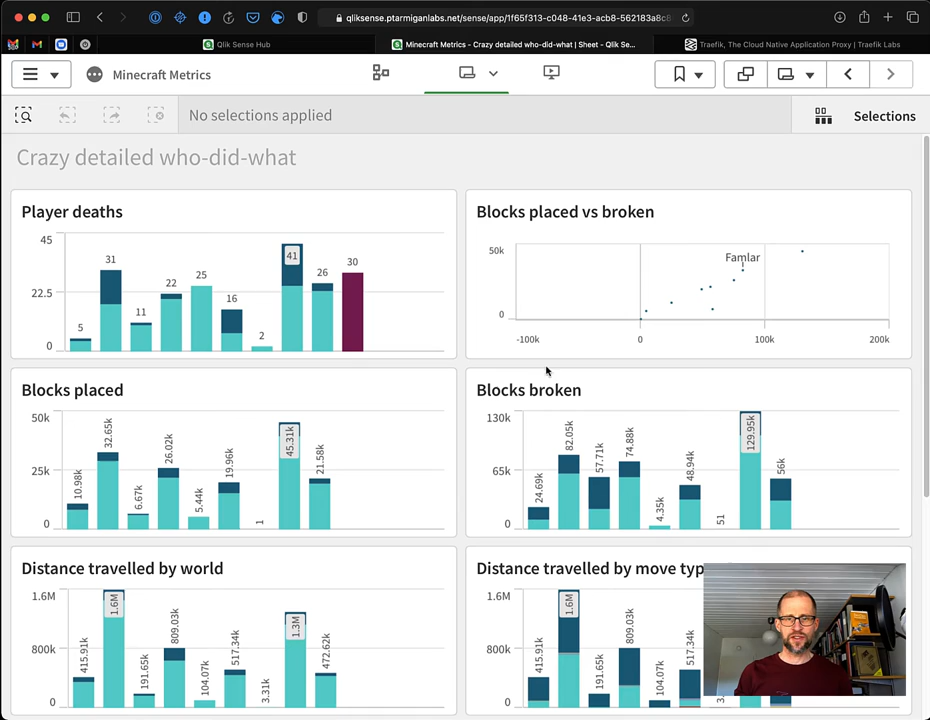 qliksense.ptarmiganlabs.net/sense/app/1f65f313-c048-41e3-acb8-562183a8c8
Qlik Sense Hub
Minecraft Metrics - Crazy detailed who-did-what | Sheet - Qlik Se...
Traefik, The Cloud Native Application Proxy | Traefik Labs
Minecraft Metrics
No selections applied
Selections
Crazy detailed who-did-what
Player deaths
45
22.5
0
5
31
11
22
25
16
2
41
26
30
Blocks placed vs broken
50k
0
Famlar
-100k
0
100k
200k
Blocks placed
50k
25k
0
10.98k
32.65k
6.67k
26.02k
5.44k
19.96k
1
45.31k
21.58k
Blocks broken
130k
65k
0
24.69k
82.05k
57.71k
74.88k
4.35k
48.94k
51
129.95k
56k
Distance travelled by world
1.6M
800k
0
415.91k
1.6M
191.65k
809.03k
104.07k
517.34k
3.31k
1.3M
472.62k
Distance travelled by move typ
1.6M
800k
0
415.91k
1.6M
191.65k
809.03k
104.07k
517.34k